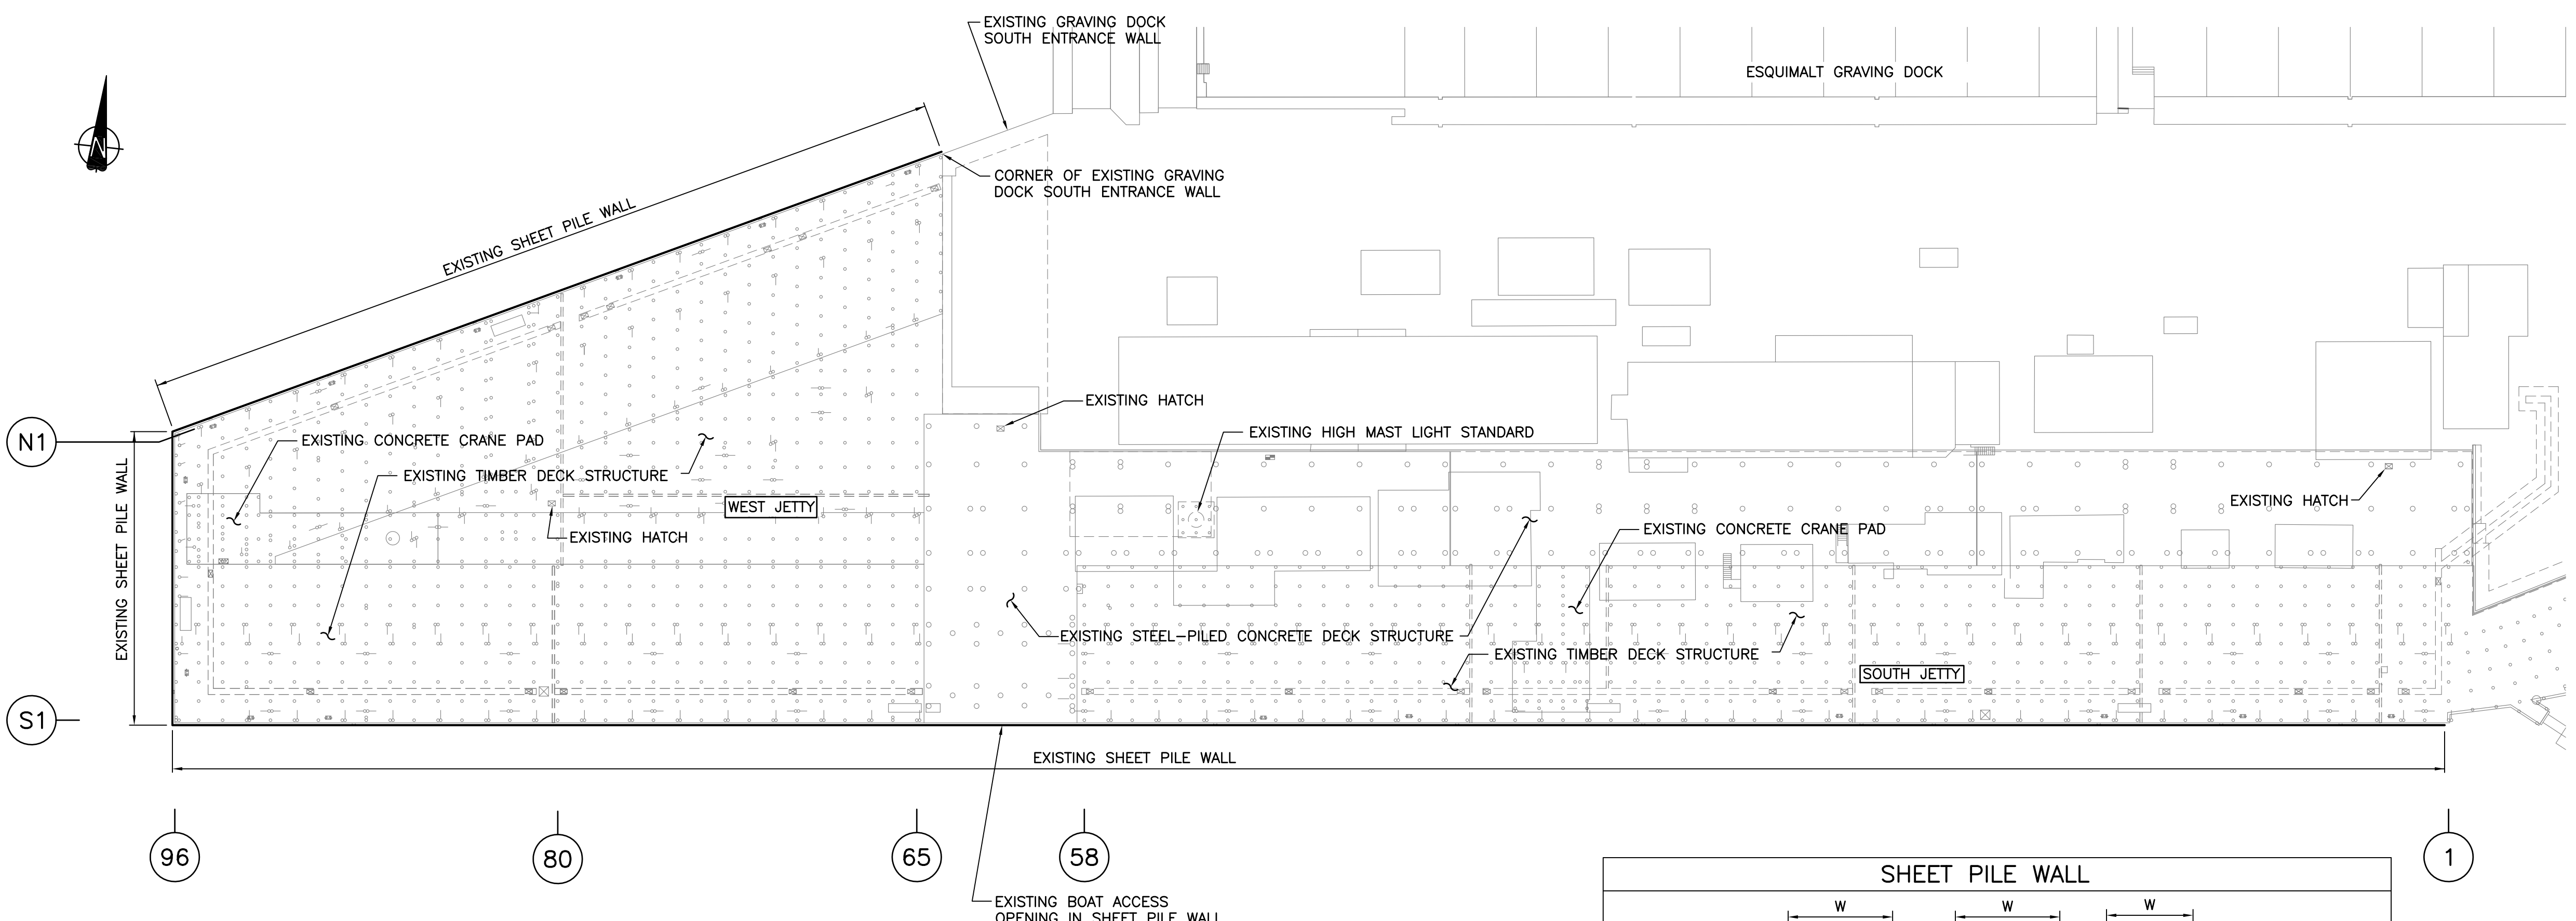 EXISTING GRAVING DOCK
SOUTH ENTRANCE WALL
ESQUIMALT GRAVING DOCK
N
CORNER OF EXISTING GRAVING
DOCK SOUTH ENTRANCE WALL
EXISTING SHEET PILE WALL
EXISTING HATCH
N1
EXISTING CONCRETE CRANE PAD
EXISTING HIGH MAST LIGHT STANDARD
EXISTING TIMBER DECK STRUCTURE
WEST JETTY
EXISTING HATCH
EXISTING HATCH
EXISTING CONCRETE CRANE PAD
EXISTING SHEET PILE WALL
EXISTING STEEL-PILED CONCRETE DECK STRUCTURE
EXISTING TIMBER DECK STRUCTURE
SOUTH JETTY
S1
EXISTING SHEET PILE WALL
96
80
65
58
1
EXISTING BOAT ACCESS
OPENING IN SHEET PILE WALL
SHEET PILE WALL
W
W
W